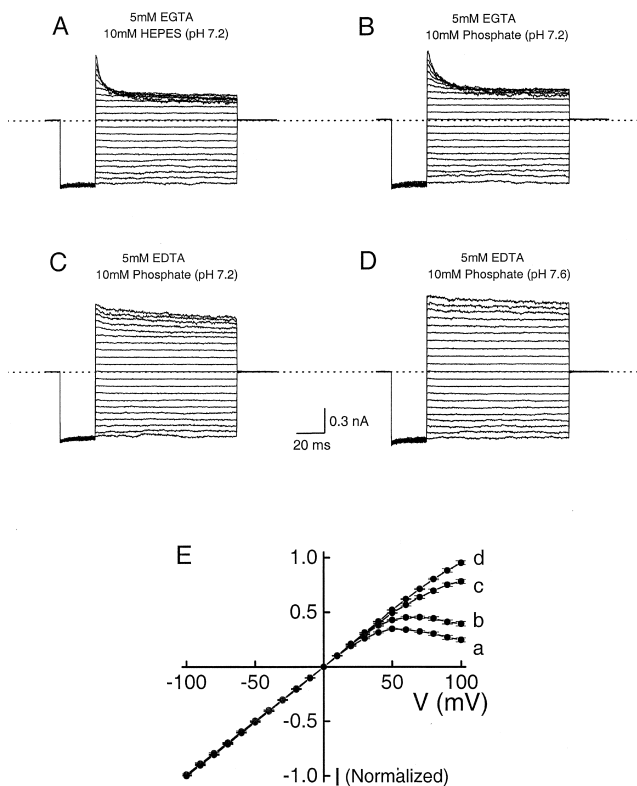 A
5mM EGTA
10mM HEPES (pH 7.2)
B
5mM EGTA
10mM Phosphate (pH 7.2)
C
5mM EDTA
10mM Phosphate (pH 7.2)
D
5mM EDTA
10mM Phosphate (pH 7.6)
0.3 nA
20 ms
E
1.0
0.5
-0.5
-1.0
-100
-50
50
100
V (mV)
I (Normalized)
d
c
b
a